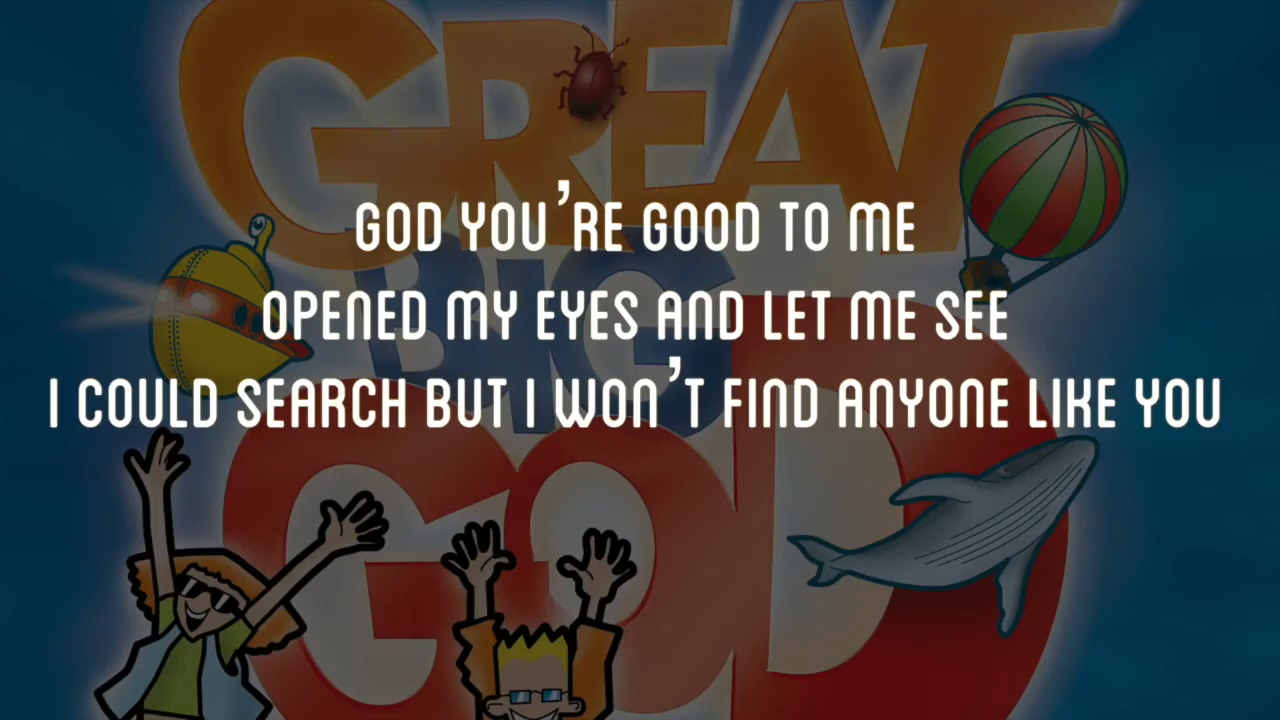 GREAT
BIG
GOD
GOD YOU'RE GOOD TO ME
OPENED MY EYES AND LET ME SEE
I COULD SEARCH BUT I WON'T FIND ANYONE LIKE YOU